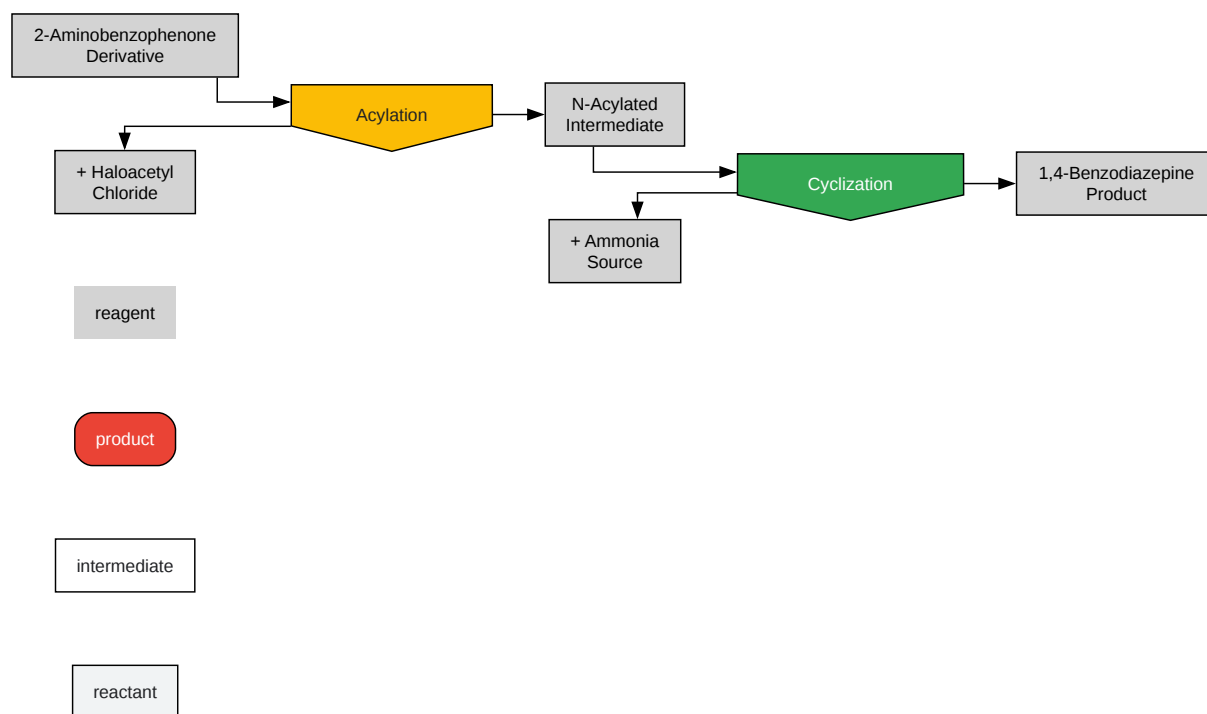 2-Aminobenzophenone
Derivative
Acylation
+ Haloacetyl
Chloride
N-Acylated
Intermediate
Cyclization
+ Ammonia
Source
1,4-Benzodiazepine
Product
reagent
product
intermediate
reactant